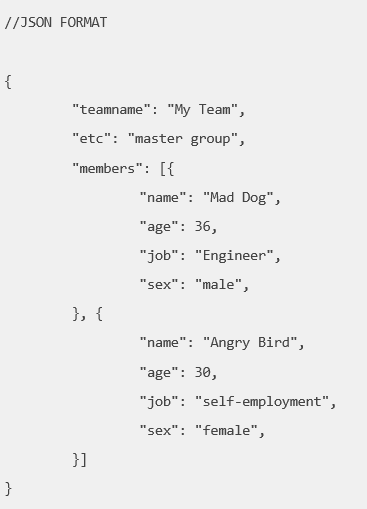 //JSON FORMAT
{
"teamname": "My Team",
"etc": "master group",
"members": [{
"name": "Mad Dog",
"age": 36,
"job": "Engineer",
"sex": "male",
}, {
"name": "Angry Bird",
"age": 30,
"job": "self-employment",
"sex": "female",
}]
}